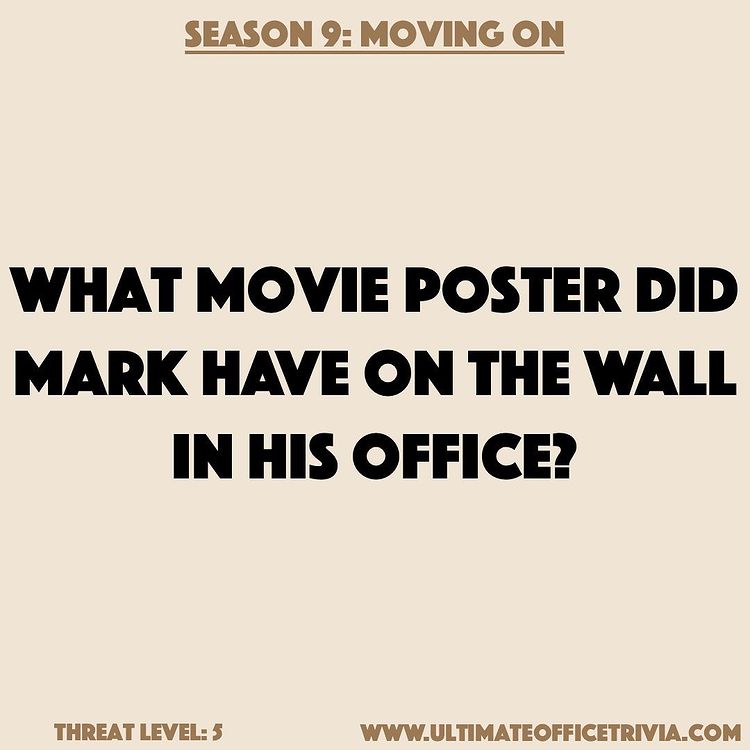 SEASON 9: MOVING ON
WHAT MOVIE POSTER DID
MARK HAVE ON THE WALL
IN HIS OFFICE?
THREAT LEVEL: 5
WWW.ULTIMATEOFFICETRIVIA.COM